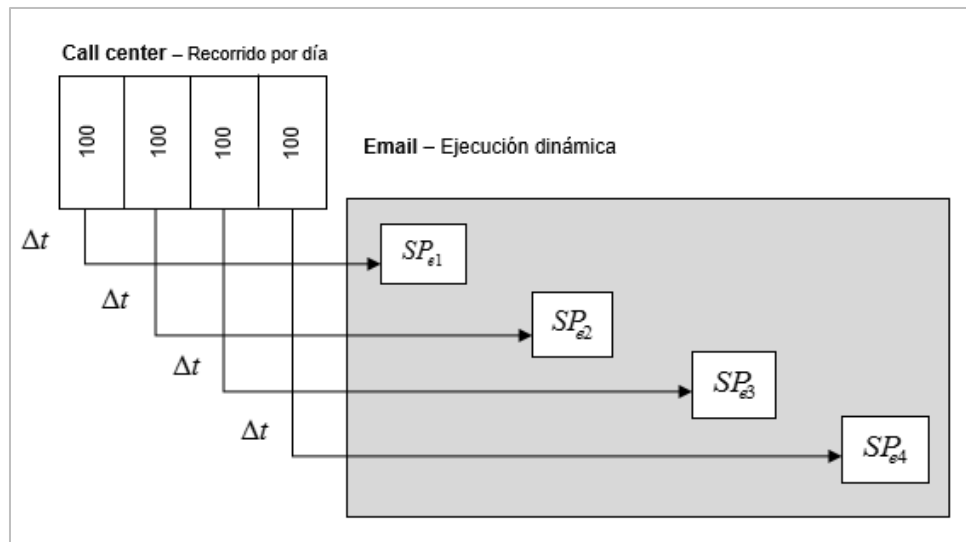 Call center – Recorrido por día
100
100
100
100
Email – Ejecución dinámica
Δt
SPe1
Δt
SPe2
Δt
SPe3
Δt
SPe4